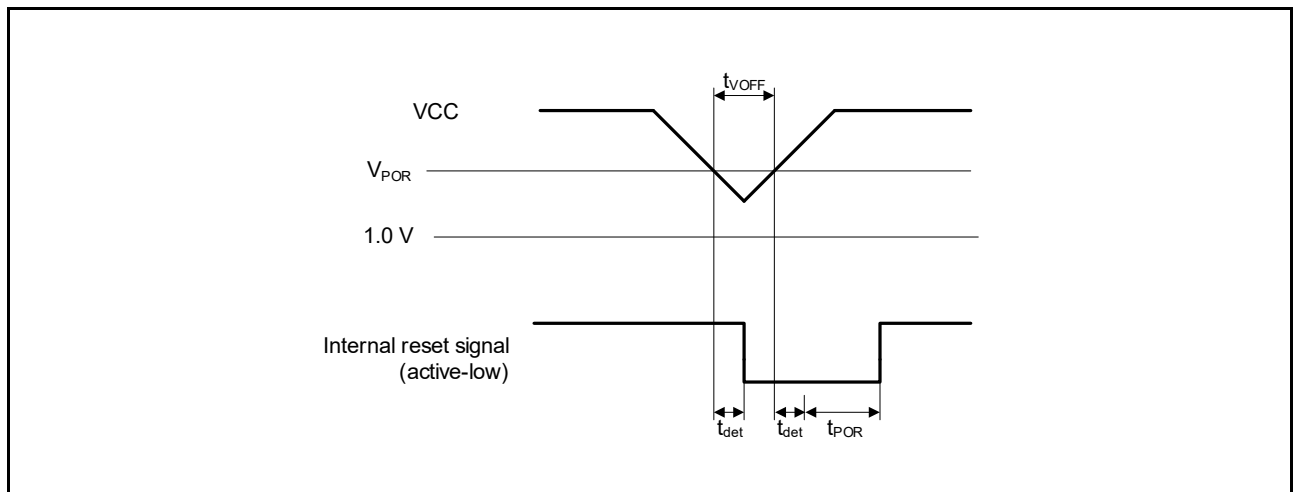 tVOFF
VCC
VPOR
1.0 V
Internal reset signal
(active-low)
tdet tdet tPOR